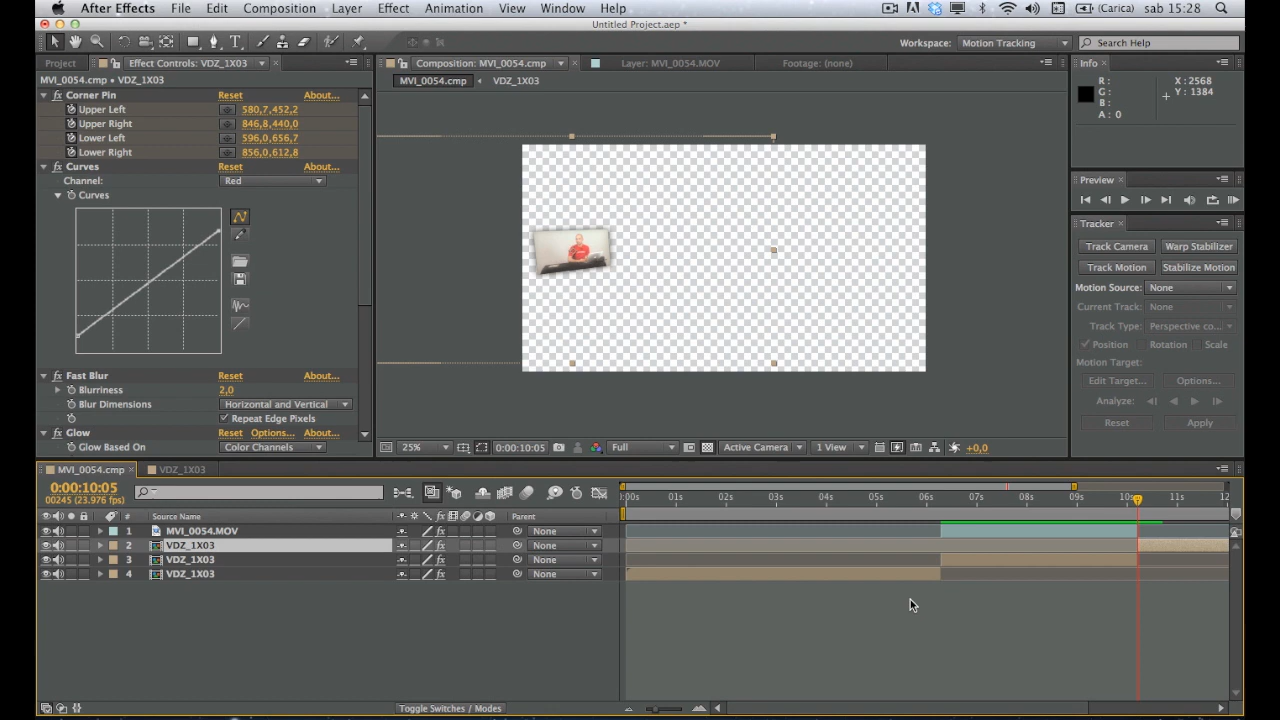 After Effects File Edit Composition Layer Effect Animation View Window Help (Carica) sab 15:28
Untitled Project.aep *
Workspace: Motion Tracking Search Help
Project Effect Controls: VDZ_1X03 Composition: MVI_0054.cmp Layer: MVI_0054.MOV Footage: (none) Info
MVI_0054.cmp • VDZ_1X03
MVI_0054.cmp VDZ_1X03
Corner Pin Reset About...
Upper Left 580,7,452,2
Upper Right 846,8,440,0
Lower Left 596,0,656,7
Lower Right 856,0,612,8
Curves Reset About...
Channel: Red
Curves
Fast Blur Reset About...
Blurriness 2,0
Blur Dimensions Horizontal and Vertical
Repeat Edge Pixels
Glow Reset Options... About...
Glow Based On Color Channels
25% 0:00:10:05 Full Active Camera 1 View +0,0
R:
G:
B:
A: 0
X: 2568
Y: 1384
Preview
Tracker
Track Camera Warp Stabilizer
Track Motion Stabilize Motion
Motion Source: None
Current Track: None
Track Type: Perspective co...
Position Rotation Scale
Motion Target:
Edit Target... Options...
Analyze:
Reset Apply
MVI_0054.cmp VDZ_1X03
0:00:10:05
00245 (23.976 fps)
:00s 01s 02s 03s 04s 05s 06s 07s 08s 09s 10s 11s 12
# Source Name Parent
1 MVI_0054.MOV None
2 VDZ_1X03 None
3 VDZ_1X03 None
4 VDZ_1X03 None
Toggle Switches / Modes